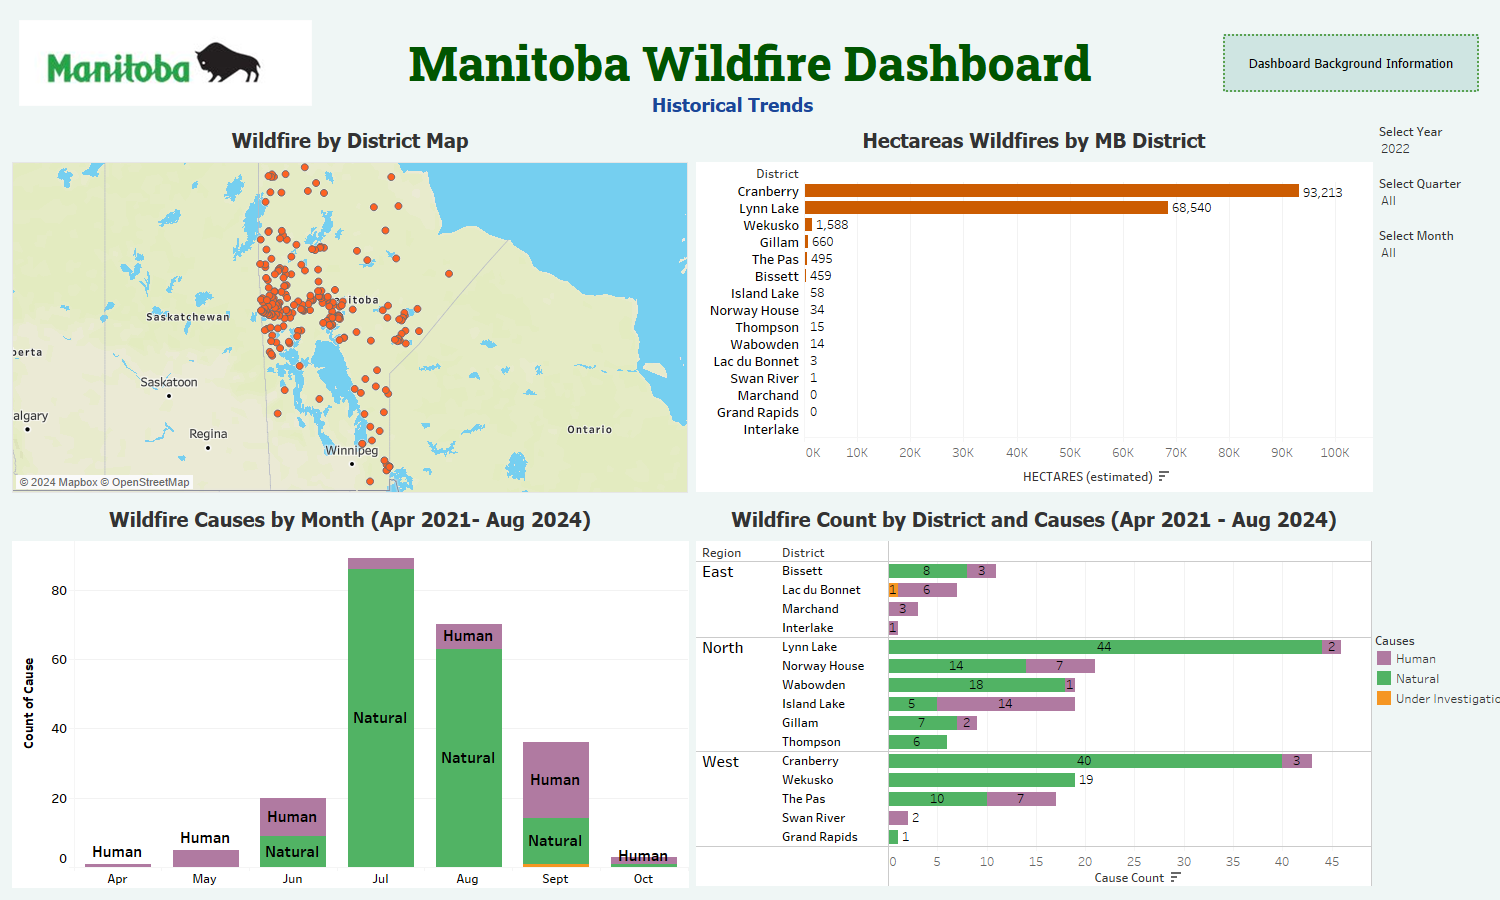 Manitoba
Manitoba Wildfire Dashboard
Historical Trends
Dashboard Background Information
Select Year
2022
Select Quarter
All
Select Month
All
Wildfire by District Map
Saskatchewan
berta
Saskatoon
algary
Regina
Winnipeg
Ontario
© 2024 Mapbox © OpenStreetMap
Hectareas Wildfires by MB District
District
Cranberry 93,213
Lynn Lake 68,540
Wekusko 1,588
Gillam 660
The Pas 495
Bissett 459
Island Lake 58
Norway House 34
Thompson 15
Wabowden 14
Lac du Bonnet 3
Swan River 1
Marchand 0
Grand Rapids 0
Interlake
0K 10K 20K 30K 40K 50K 60K 70K 80K 90K 100K
HECTARES (estimated)
Wildfire Causes by Month (Apr 2021- Aug 2024)
Count of Cause
80
60
40
20
0
Human
Human
Human
Natural
Natural
Human
Natural
Human
Natural
Human
Apr May Jun Jul Aug Sept Oct
Wildfire Count by District and Causes (Apr 2021 - Aug 2024)
Region District
East Bissett 8 3
Lac du Bonnet 1 6
Marchand 3
Interlake 1
North Lynn Lake 44 2
Norway House 14 7
Wabowden 18 1
Island Lake 5 14
Gillam 7 2
Thompson 6
West Cranberry 40 3
Wekusko 19
The Pas 10 7
Swan River 2
Grand Rapids 1
0 5 10 15 20 25 30 35 40 45
Cause Count
Causes
Human
Natural
Under Investigatio